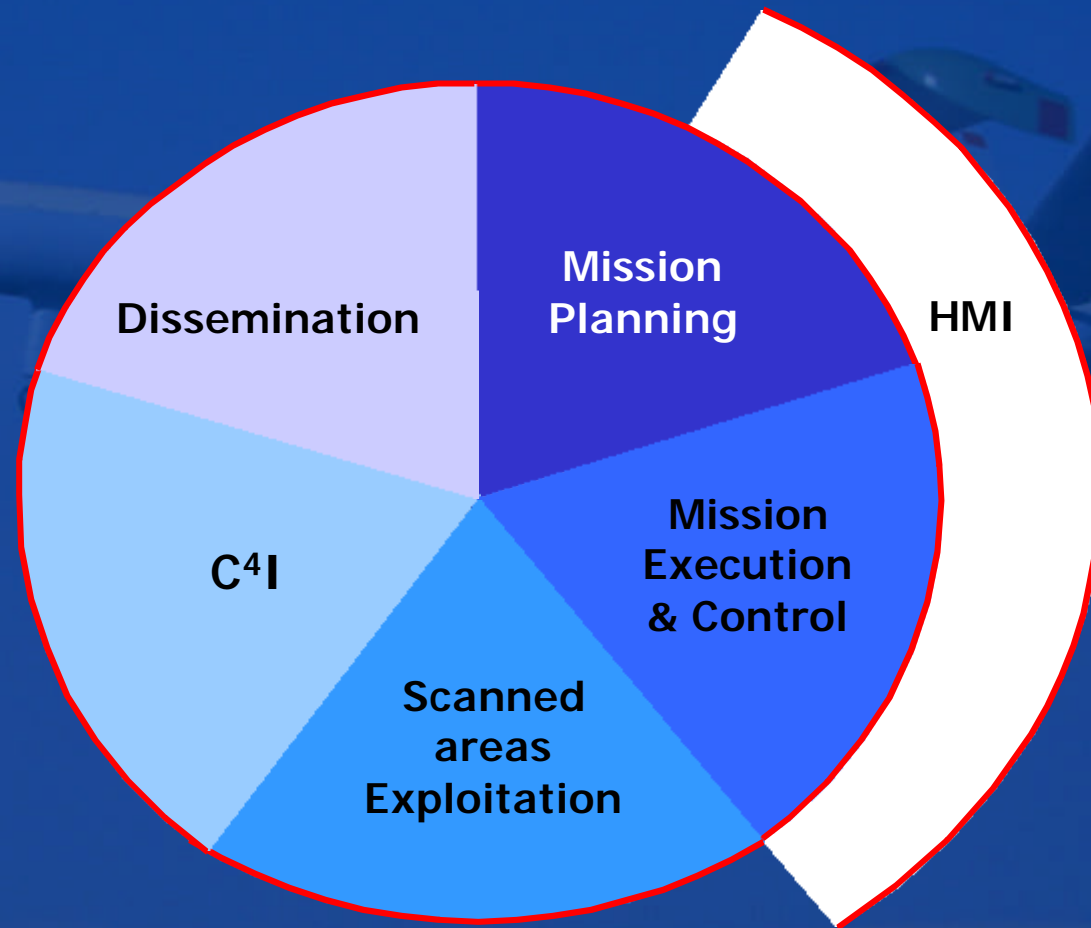 Mission
Planning
HMI
Mission
Execution
& Control
Scanned
areas
Exploitation
C⁴I
Dissemination